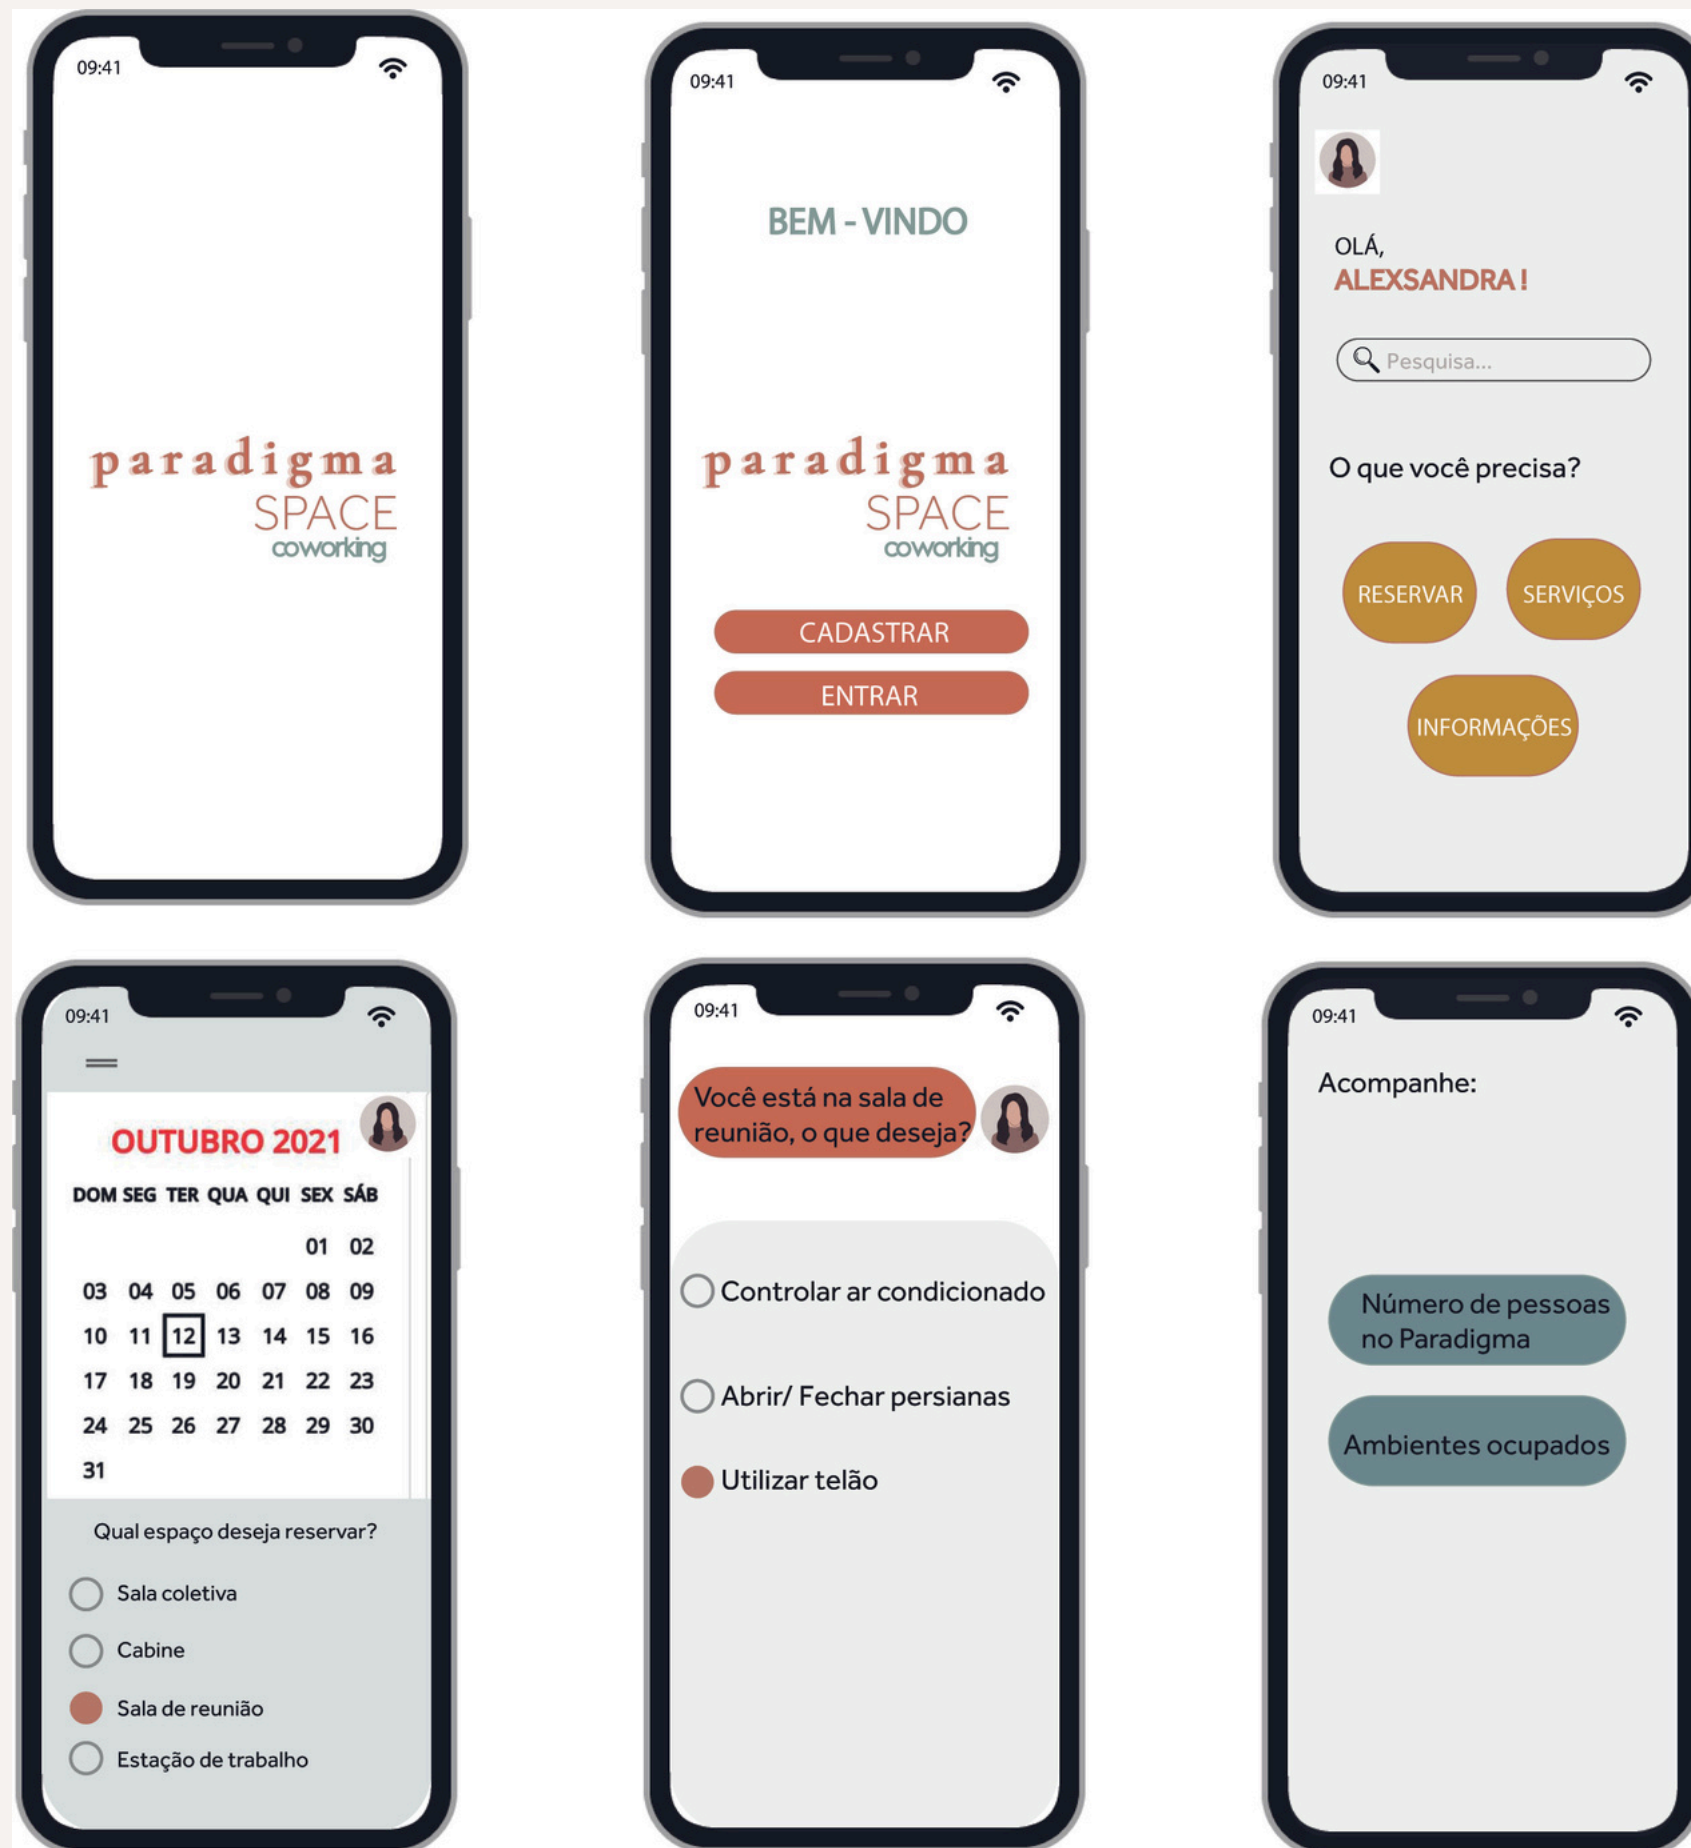 09:41
paradigma
SPACE
coworking
09:41
BEM - VINDO
paradigma
SPACE
coworking
CADASTRAR
ENTRAR
09:41
OLÁ,
ALEXSANDRA !
Pesquisa...
O que você precisa?
RESERVAR
SERVIÇOS
INFORMAÇÕES
09:41
OUTUBRO 2021
DOM SEG TER QUA QUI SEX SÁB
01 02
03 04 05 06 07 08 09
10 11 12 13 14 15 16
17 18 19 20 21 22 23
24 25 26 27 28 29 30
31
Qual espaço deseja reservar?
Sala coletiva
Cabine
Sala de reunião
Estação de trabalho
09:41
Você está na sala de
reunião, o que deseja?
Controlar ar condicionado
Abrir/ Fechar persianas
Utilizar telão
09:41
Acompanhe:
Número de pessoas
no Paradigma
Ambientes ocupados